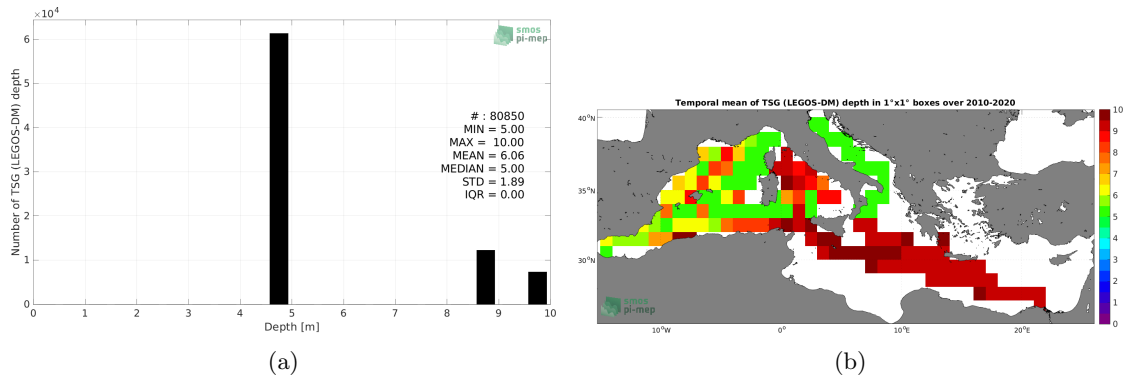 ×10⁴
6
5
4
3
2
1
0
Number of TSG (LEGOS-DM) depth
smos
pi-mep
# : 80850
MIN = 5.00
MAX = 10.00
MEAN = 6.06
MEDIAN = 5.00
STD = 1.89
IQR = 0.00
0 1 2 3 4 5 6 7 8 9 10
Depth [m]
(a)
Temporal mean of TSG (LEGOS-DM) depth in 1°x1° boxes over 2010-2020
40°N
35°N
30°N
10°W 0° 10°E 20°E
smos
pi-mep
10
9
8
7
6
5
4
3
2
1
0
(b)